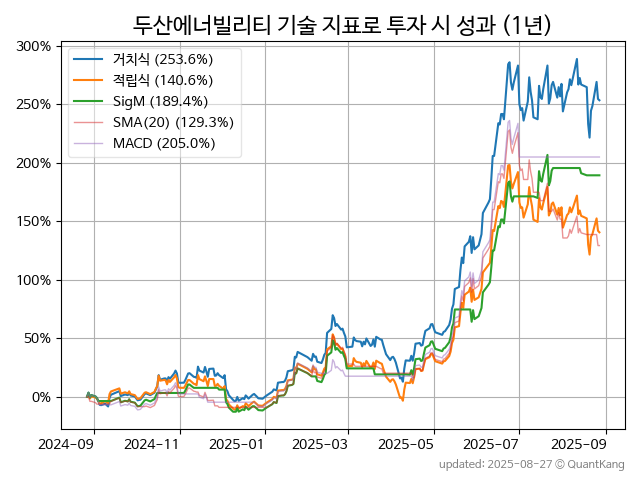 두산에너빌리티 기술 지표로 투자 시 성과 (1년)
300%
250%
200%
150%
100%
50%
0%
거치식 (253.6%)
적립식 (140.6%)
SigM (189.4%)
SMA(20) (129.3%)
MACD (205.0%)
2024-09 2024-11 2025-01 2025-03 2025-05 2025-07 2025-09
updated: 2025-08-27 © QuantKang